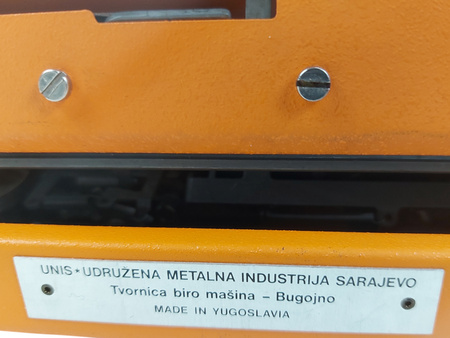 UNIS★UDRUŽENA METALNA INDUSTRIJA SARAJEVO
Tvornica biro mašina – Bugojno
MADE IN YUGOSLAVIA